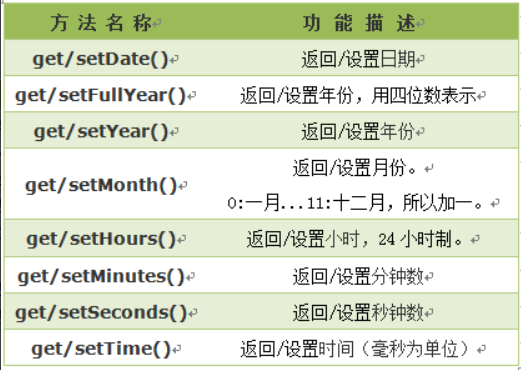 方 法 名 称 功 能 描 述
get/setDate() 返回/设置日期
get/setFullYear() 返回/设置年份，用四位数表示
get/setYear() 返回/设置年份
get/setMonth() 返回/设置月份。
0:一月...11:十二月，所以加一。
get/setHours() 返回/设置小时，24 小时制。
get/setMinutes() 返回/设置分钟数
get/setSeconds() 返回/设置秒钟数
get/setTime() 返回/设置时间（毫秒为单位）